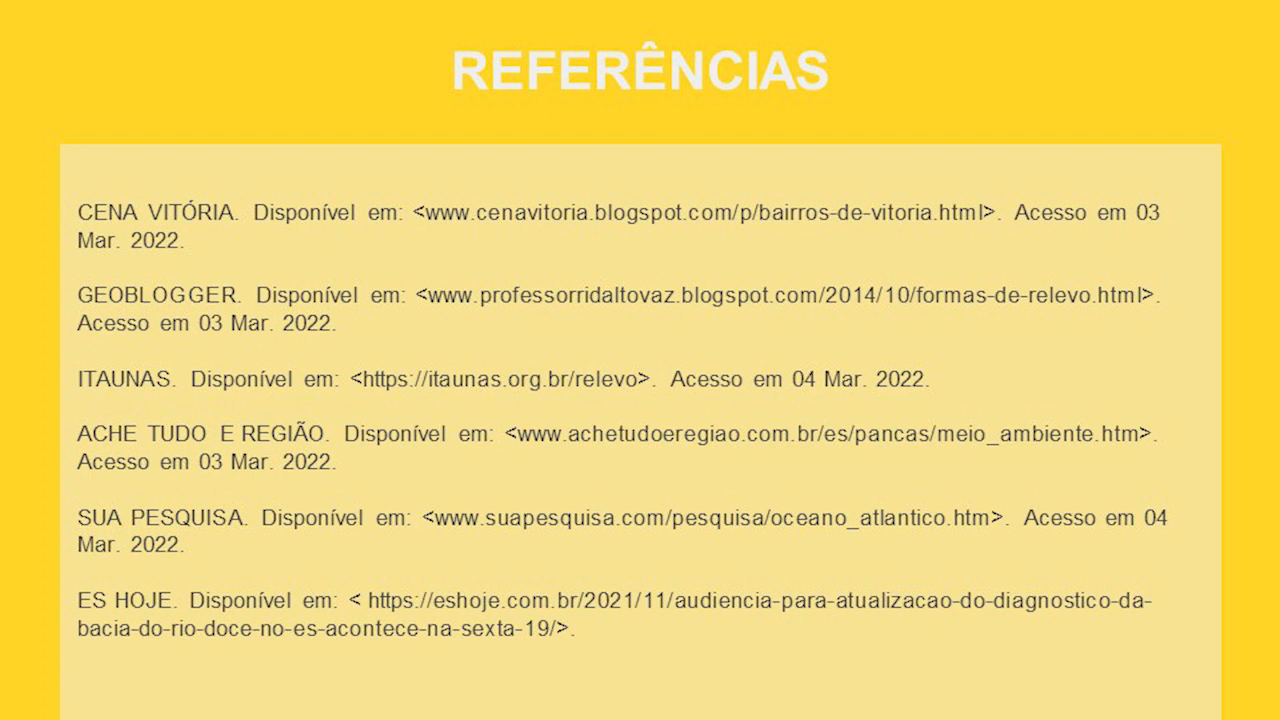 REFERÊNCIAS
CENA VITÓRIA. Disponível em: <www.cenavitoria.blogspot.com/p/bairros-de-vitoria.html>. Acesso em 03
Mar. 2022.
GEOBLOGGER. Disponível em: <www.professorridaltovaz.blogspot.com/2014/10/formas-de-relevo.html>.
Acesso em 03 Mar. 2022.
ITAUNAS. Disponível em: <https://itaunas.org.br/relevo>. Acesso em 04 Mar. 2022.
ACHE TUDO E REGIÃO. Disponível em: <www.achetudoeregiao.com.br/es/pancas/meio_ambiente.htm>.
Acesso em 03 Mar. 2022.
SUA PESQUISA. Disponível em: <www.suapesquisa.com/pesquisa/oceano_atlantico.htm>. Acesso em 04
Mar. 2022.
ES HOJE. Disponível em: < https://eshoje.com.br/2021/11/audiencia-para-atualizacao-do-diagnostico-da-
bacia-do-rio-doce-no-es-acontece-na-sexta-19/>.